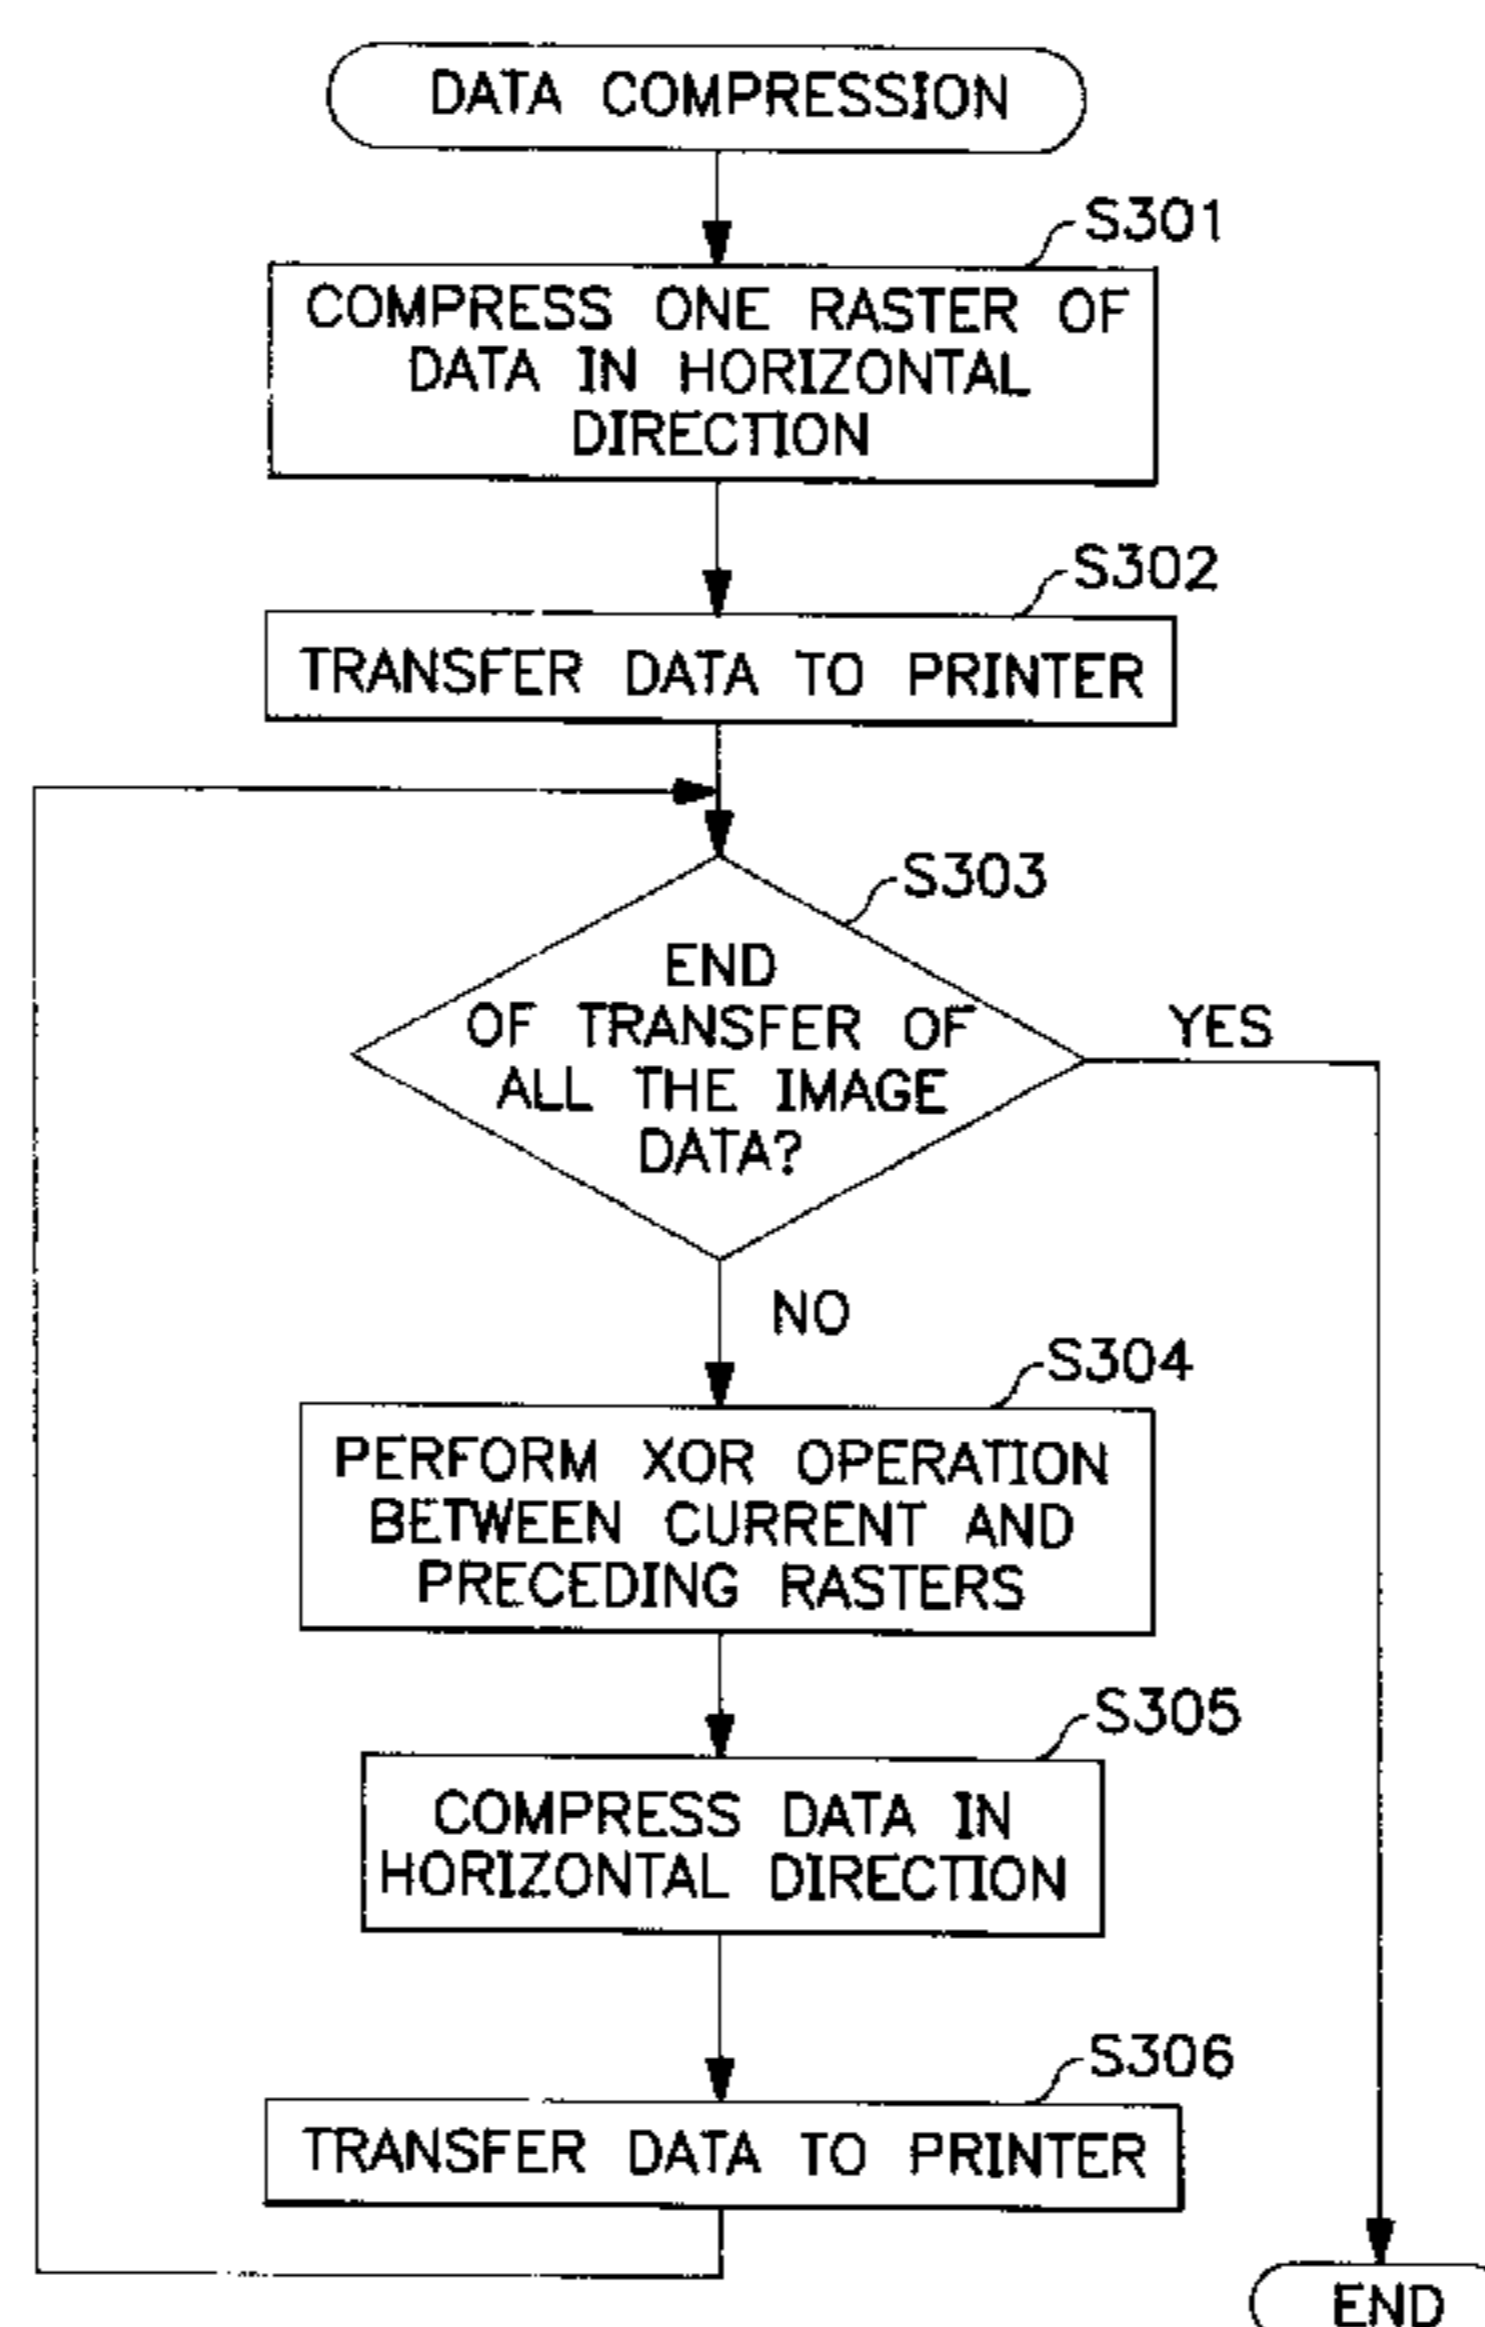 DATA COMPRESSION
S301
COMPRESS ONE RASTER OF
DATA IN HORIZONTAL
DIRECTION
S302
TRANSFER DATA TO PRINTER
S303
END
OF TRANSFER OF
ALL THE IMAGE
DATA?
YES
NO
S304
PERFORM XOR OPERATION
BETWEEN CURRENT AND
PRECEDING RASTERS
S305
COMPRESS DATA IN
HORIZONTAL DIRECTION
S306
TRANSFER DATA TO PRINTER
END